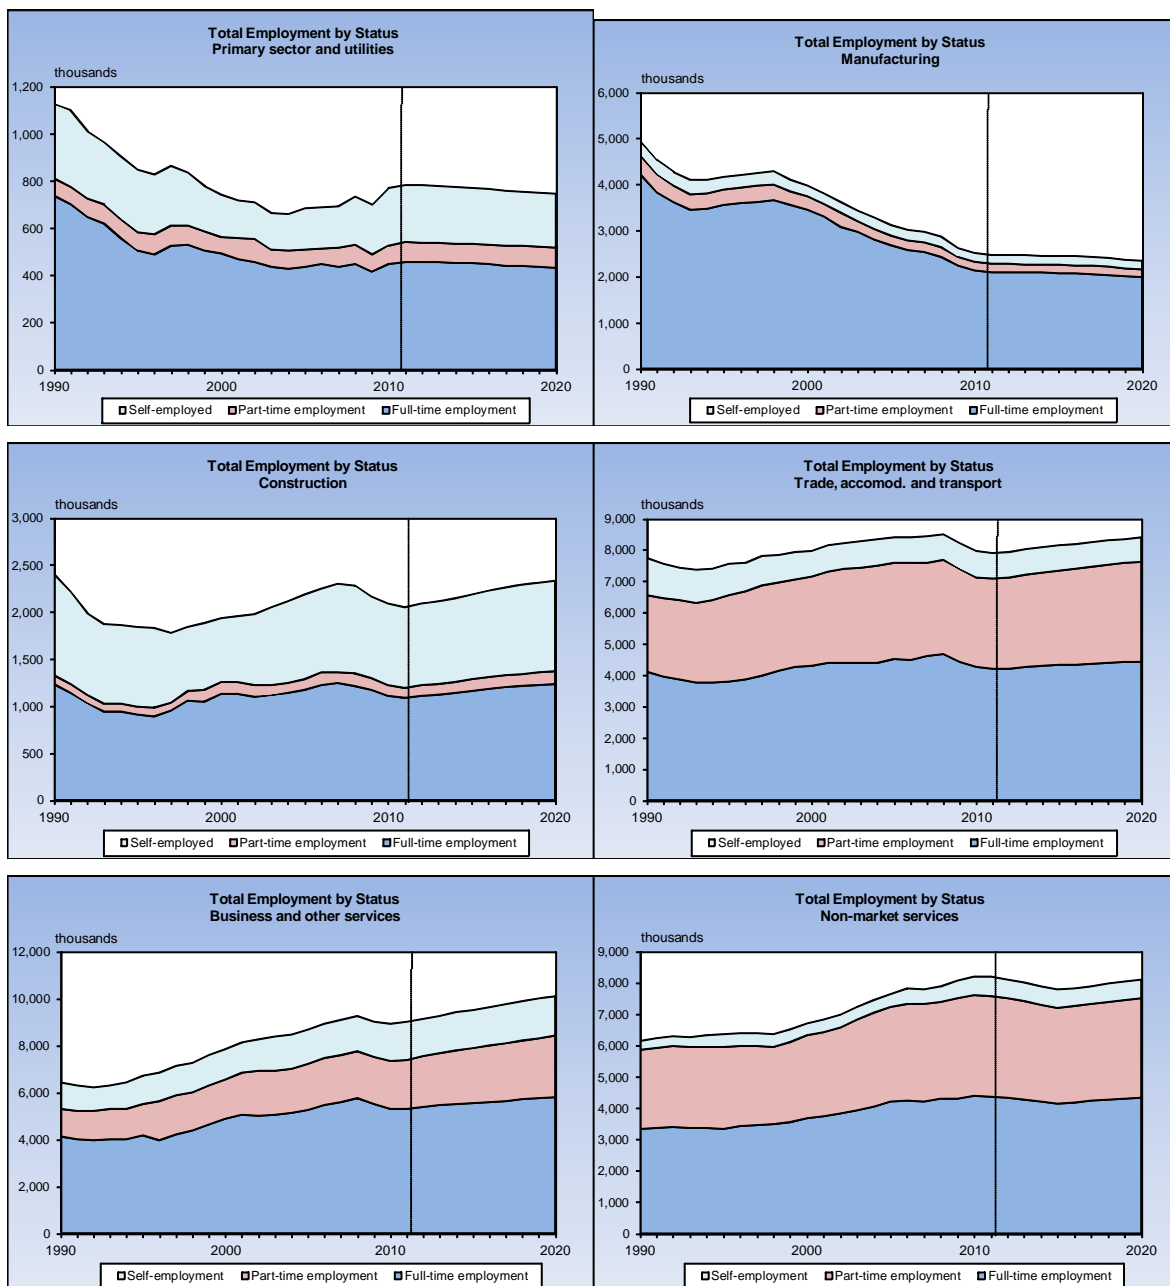 Total Employment by Status
Primary sector and utilities
thousands
1,200
1,000
800
600
400
200
0
1990
2000
2010
2020
Self-employed
Part-time employment
Full-time employment
Total Employment by Status
Manufacturing
thousands
6,000
5,000
4,000
3,000
2,000
1,000
0
1990
2000
2010
2020
Self-employed
Part-time employment
Full-time employment
Total Employment by Status
Construction
thousands
3,000
2,500
2,000
1,500
1,000
500
0
1990
2000
2010
2020
Self-employed
Part-time employment
Full-time employment
Total Employment by Status
Trade, accomod. and transport
thousands
9,000
8,000
7,000
6,000
5,000
4,000
3,000
2,000
1,000
0
1990
2000
2010
2020
Self-employed
Part-time employment
Full-time employment
Total Employment by Status
Business and other services
thousands
12,000
10,000
8,000
6,000
4,000
2,000
0
1990
2000
2010
2020
Self-employment
Part-time employment
Full-time employment
Total Employment by Status
Non-market services
thousands
9,000
8,000
7,000
6,000
5,000
4,000
3,000
2,000
1,000
0
1990
2000
2010
2020
Self-employment
Part-time employment
Full-time employment